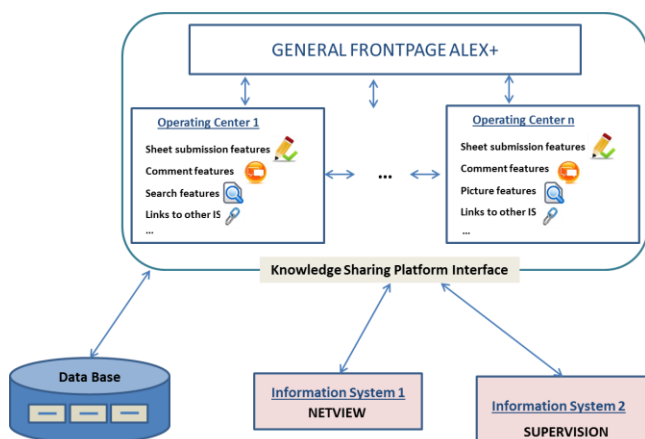 GENERAL FRONTPAGE ALEX+
Operating Center 1
Sheet submission features
Comment features
Search features
Links to other IS
...
...
Operating Center n
Sheet submission features
Comment features
Picture features
Links to other IS
...
Knowledge Sharing Platform Interface
Data Base
Information System 1
NETVIEW
Information System 2
SUPERVISION